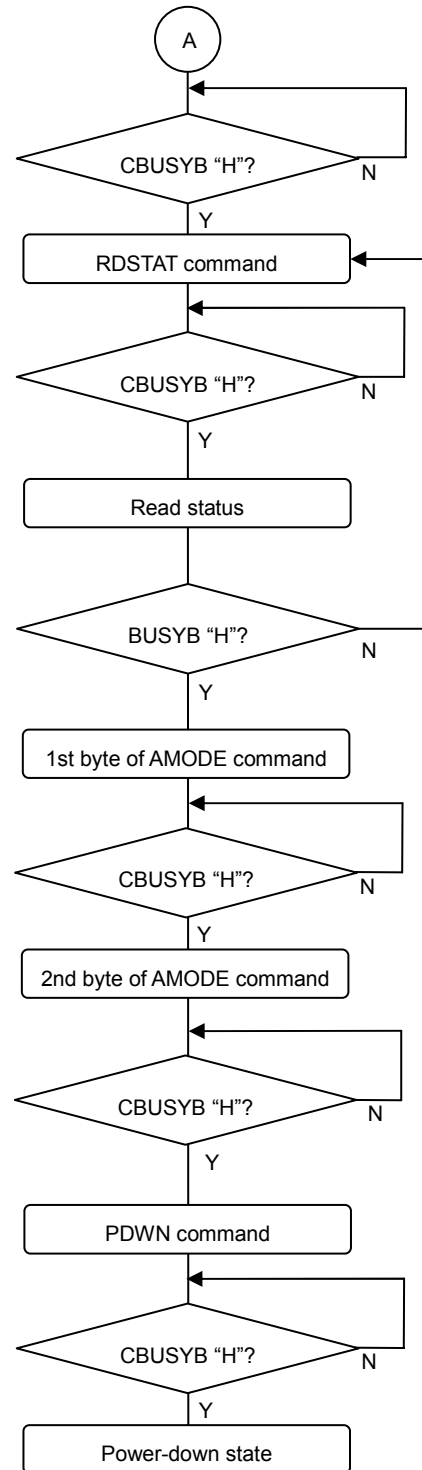 A
CBUSYB “H”?
N
Y
RDSTAT command
CBUSYB “H”?
N
Y
Read status
BUSYB “H”?
N
Y
1st byte of AMODE command
CBUSYB “H”?
N
Y
2nd byte of AMODE command
CBUSYB “H”?
N
Y
PDWN command
CBUSYB “H”?
N
Y
Power-down state